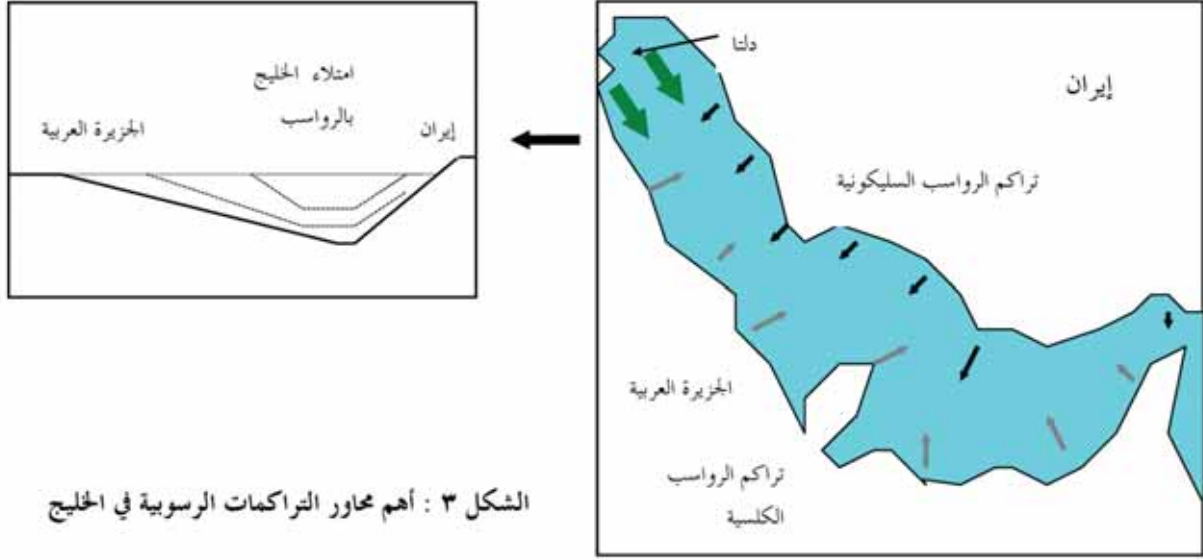 دلتا
إيران
تراكم الرواسب السليكونية
الجزيرة العربية
تراكم الرواسب
الكلسية
امتلاء الخليج
بالرواسب
الجزيرة العربية
إيران
الشكل ٣ : أهم محاور التراكمات الرسوبية في الخليج